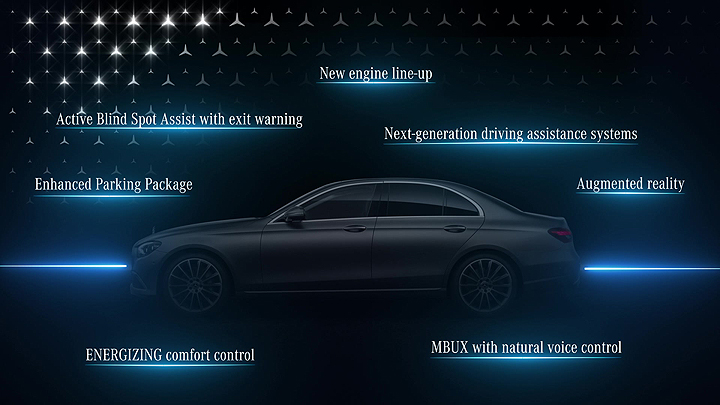 New engine line-up
Active Blind Spot Assist with exit warning
Next-generation driving assistance systems
Enhanced Parking Package
Augmented reality
ENERGIZING comfort control
MBUX with natural voice control